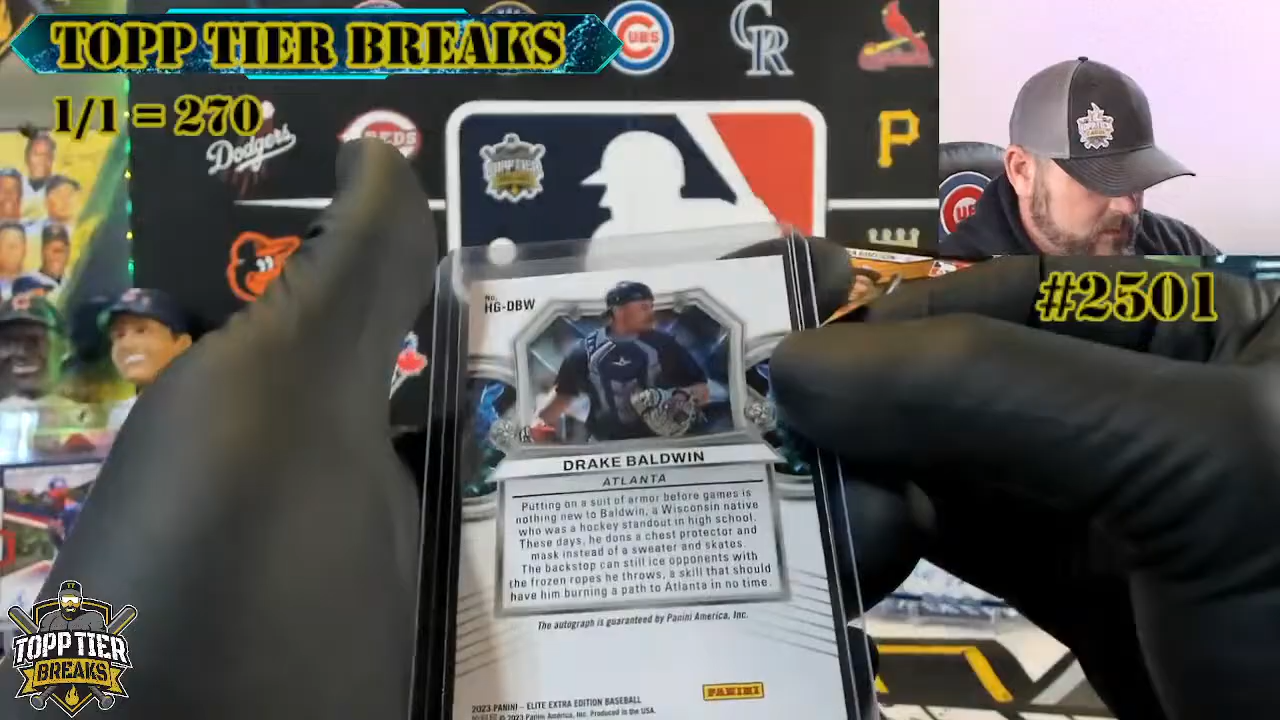 TOPP TIER BREAKS
1/1 = 270
Dodgers
REDS
CUBS
CR
P
TOPP TIER
#2501
No.
HG-DBW
DRAKE BALDWIN
ATLANTA
Putting on a suit of armor before games is
nothing new to Baldwin, a Wisconsin native
who was a hockey standout in high school.
These days, he dons a chest protector and
mask instead of a sweater and skates.
The backstop can still ice opponents with
the frozen ropes he throws, a skill that should
have him burning a path to Atlanta in no time.
The autograph is guaranteed by Panini America, Inc.
PANINI
2023 PANINI – ELITE EXTRA EDITION BASEBALL
© 2023 Panini America, Inc. Produced in the USA.
TOPP TIER
BREAKS